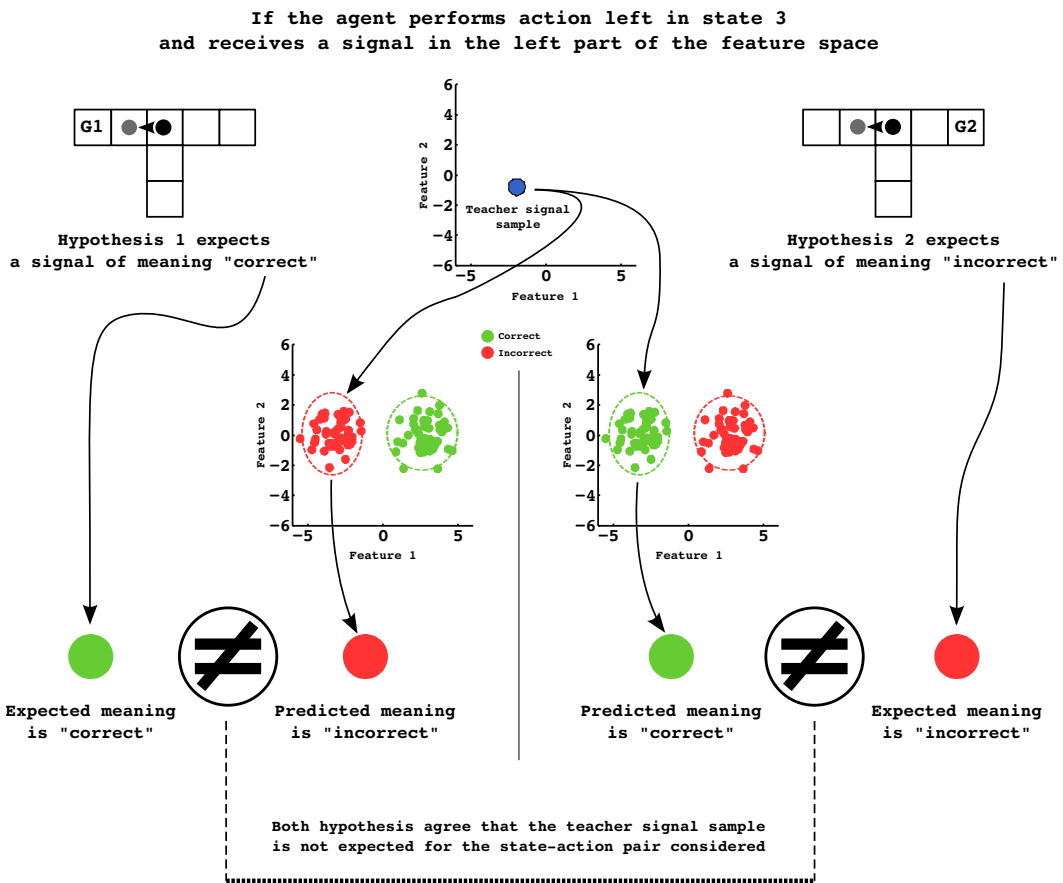 If the agent performs action left in state 3
and receives a signal in the left part of the feature space
G1
Hypothesis 1 expects
a signal of meaning "correct"
6
4
2
0
−2
−4
−6
−5
0
5
Feature 2
Feature 1
Teacher signal
sample
G2
Hypothesis 2 expects
a signal of meaning "incorrect"
Correct
Incorrect
6
4
2
0
−2
−4
−6
−5
0
5
Feature 2
Feature 1
6
4
2
0
−2
−4
−6
−5
0
5
Feature 2
Feature 1
≠
≠
Expected meaning
is "correct"
Predicted meaning
is "incorrect"
Predicted meaning
is "correct"
Expected meaning
is "incorrect"
Both hypothesis agree that the teacher signal sample
is not expected for the state-action pair considered